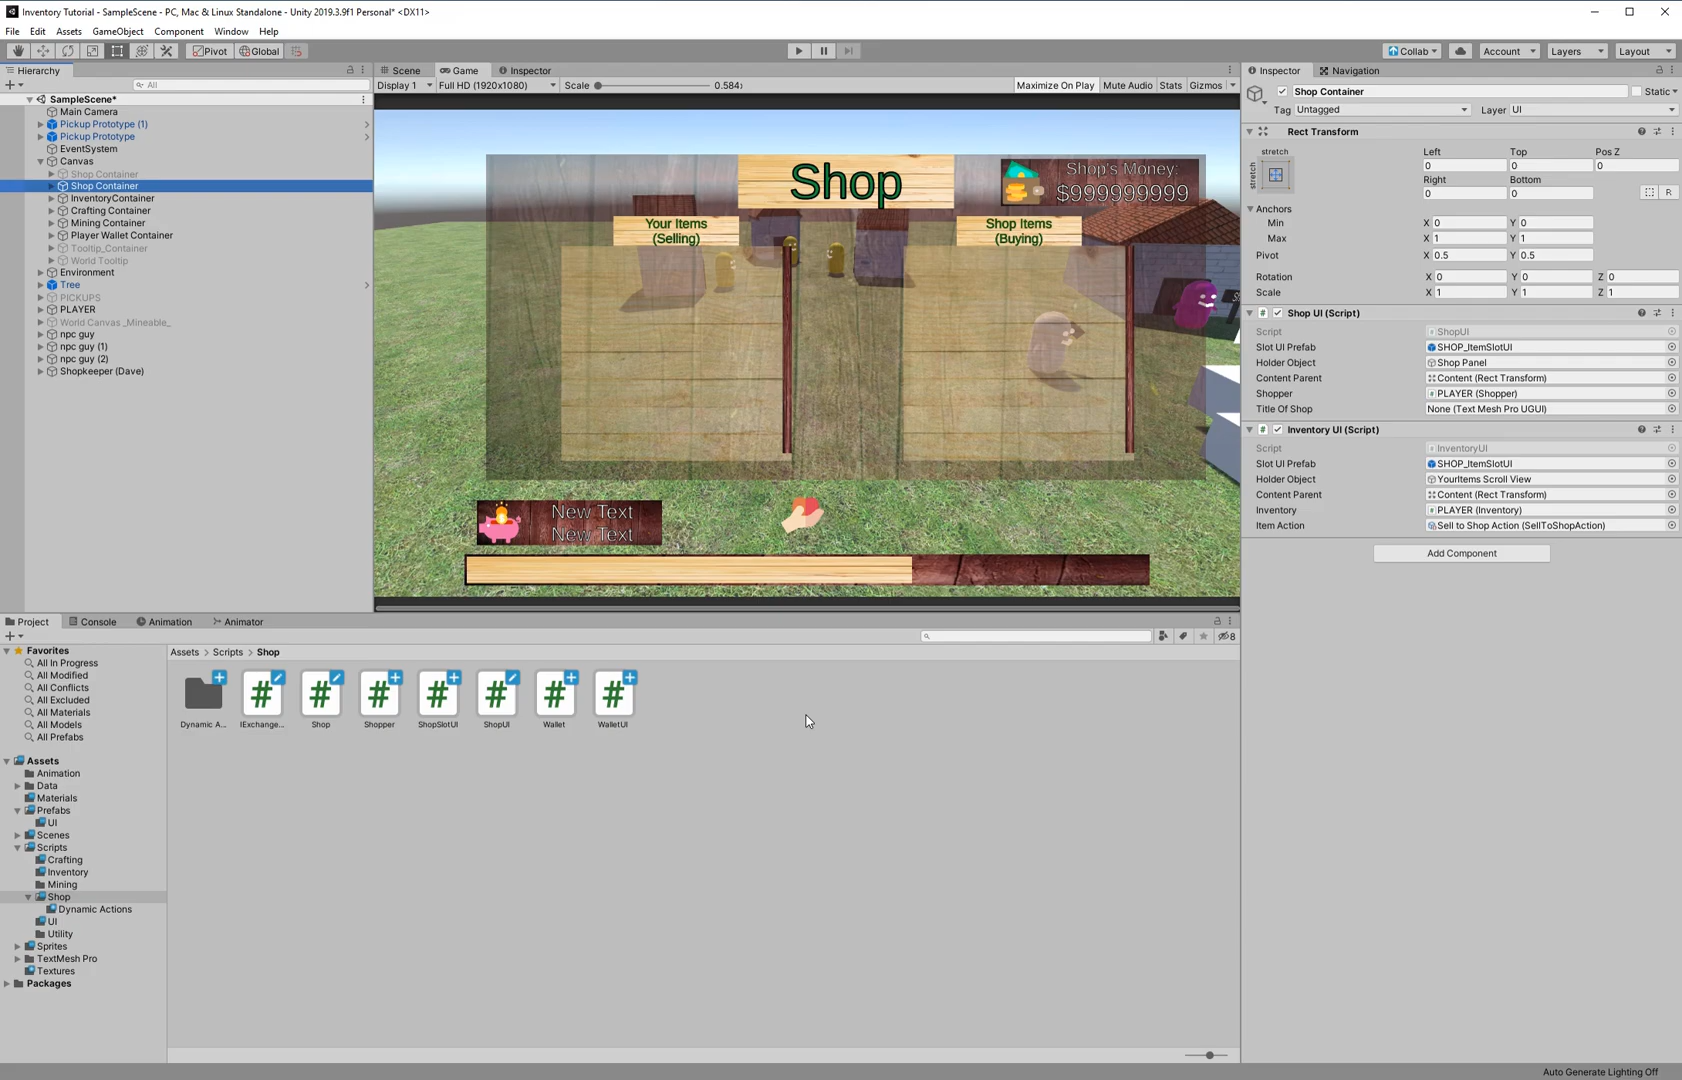 Inventory Tutorial - SampleScene - PC, Mac & Linux Standalone - Unity 2019.3.9f1 Personal* <DX11>
File Edit Assets GameObject Component Window Help
Pivot Global Collab Account Layers Layout
Hierarchy
All
SampleScene*
Main Camera
Pickup Prototype (1)
Pickup Prototype
EventSystem
Canvas
Shop Container
Shop Container
InventoryContainer
Crafting Container
Mining Container
Player Wallet Container
Tooltip_Container
World Tooltip
Environment
Tree
PICKUPS
PLAYER
World Canvas _Mineable_
npc guy
npc guy (1)
npc guy (2)
Shopkeeper (Dave)
Scene Game Inspector
Display 1 Full HD (1920x1080) Scale 0.584x Maximize On Play Mute Audio Stats Gizmos
Shop
Shop's Money:
$999999999
Your Items
(Selling)
Shop Items
(Buying)
New Text
New Text
Inspector Navigation
Shop Container Static
Tag Untagged Layer UI
Rect Transform
stretch
stretch
Left Top Pos Z
0 0 0
Right Bottom
0 0 R
Anchors
Min X 0 Y 0
Max X 1 Y 1
Pivot X 0.5 Y 0.5
Rotation X 0 Y 0 Z 0
Scale X 1 Y 1 Z 1
Shop UI (Script)
Script ShopUI
Slot UI Prefab SHOP_ItemSlotUI
Holder Object Shop Panel
Content Parent Content (Rect Transform)
Shopper PLAYER (Shopper)
Title Of Shop None (Text Mesh Pro UGUI)
Inventory UI (Script)
Script InventoryUI
Slot UI Prefab SHOP_ItemSlotUI
Holder Object YourItems Scroll View
Content Parent Content (Rect Transform)
Inventory PLAYER (Inventory)
Item Action Sell to Shop Action (SellToShopAction)
Add Component
Project Console Animation Animator
8
Favorites
All In Progress
All Modified
All Conflicts
All Excluded
All Materials
All Models
All Prefabs
Assets
Animation
Data
Materials
Prefabs
UI
Scenes
Scripts
Crafting
Inventory
Mining
Shop
Dynamic Actions
UI
Utility
Sprites
TextMesh Pro
Textures
Packages
Assets > Scripts > Shop
Dynamic A... IExchange... Shop Shopper ShopSlotUI ShopUI Wallet WalletUI
Auto Generate Lighting Off